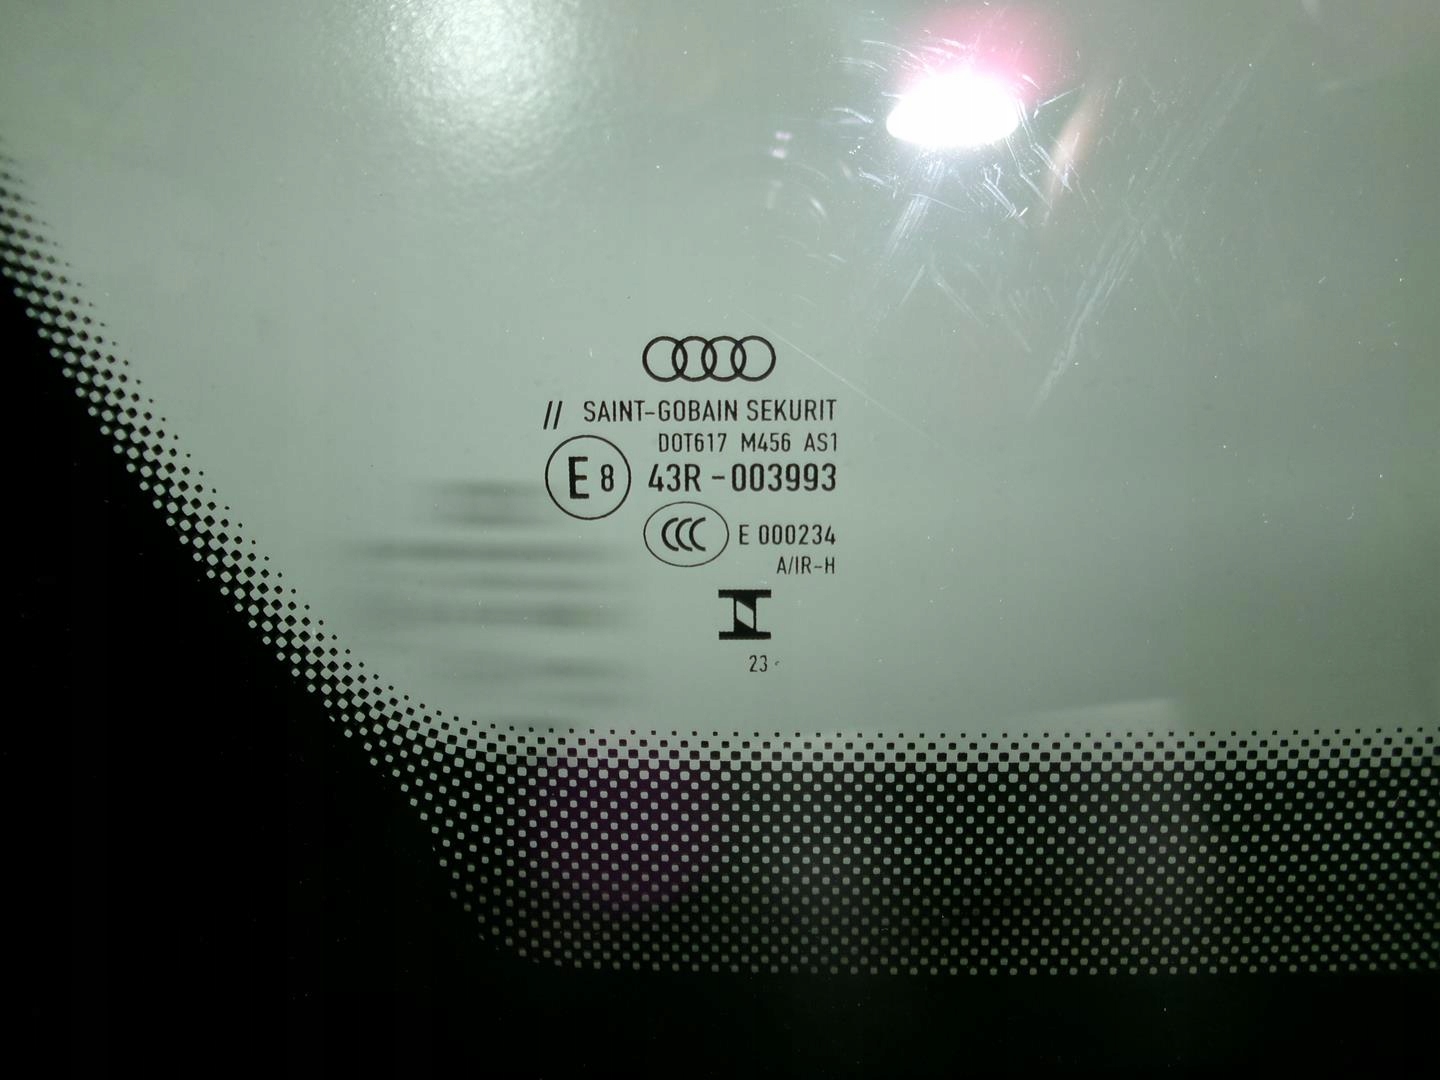 // SAINT-GOBAIN SEKURIT
DOT617 M456 AS1
E8 43R-003993
CCC E 000234
A/IR-H
23